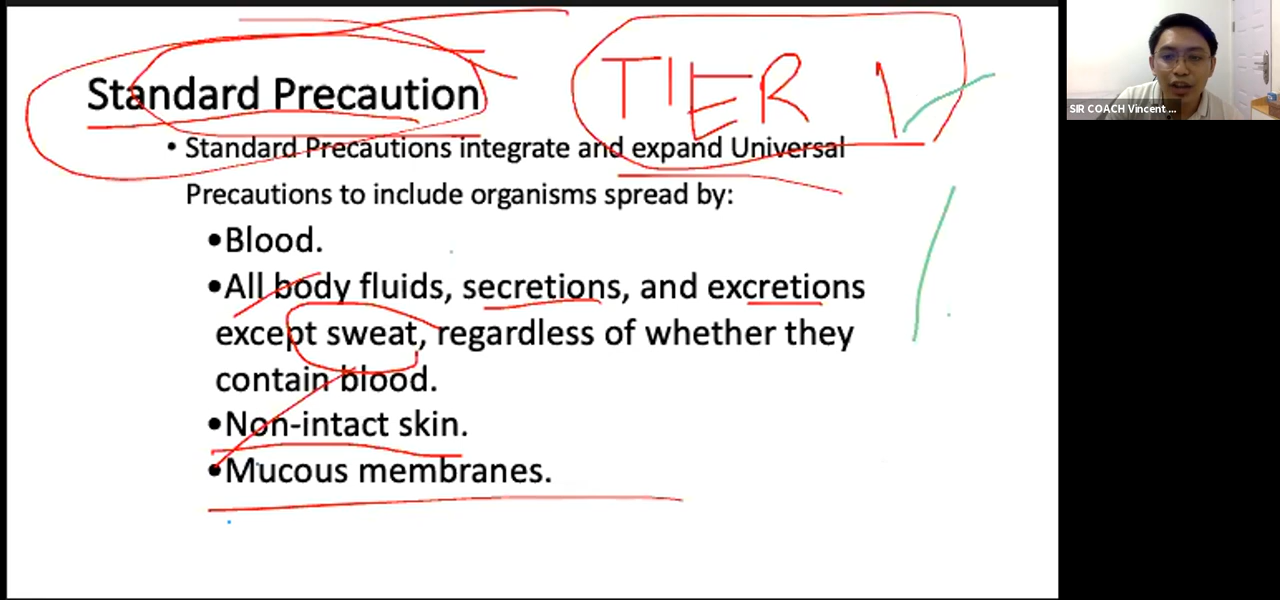 Standard Precaution
TIER 1
• Standard Precautions integrate and expand Universal
Precautions to include organisms spread by:
•Blood.
•All body fluids, secretions, and excretions
except sweat, regardless of whether they
contain blood.
•Non-intact skin.
•Mucous membranes.
SIR COACH Vincent ...